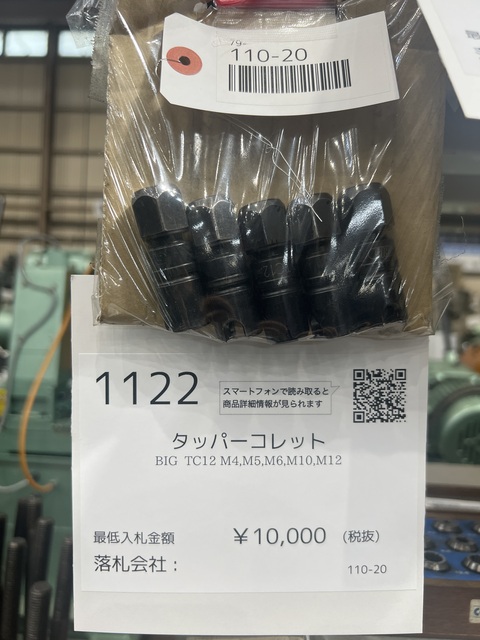 79-
110-20
1122
スマートフォンで読み取ると
商品詳細情報が見られます
タッパーコレット
BIG TC12 M4,M5,M6,M10,M12
最低入札金額 ￥10,000 (税抜)
落札会社：
110-20